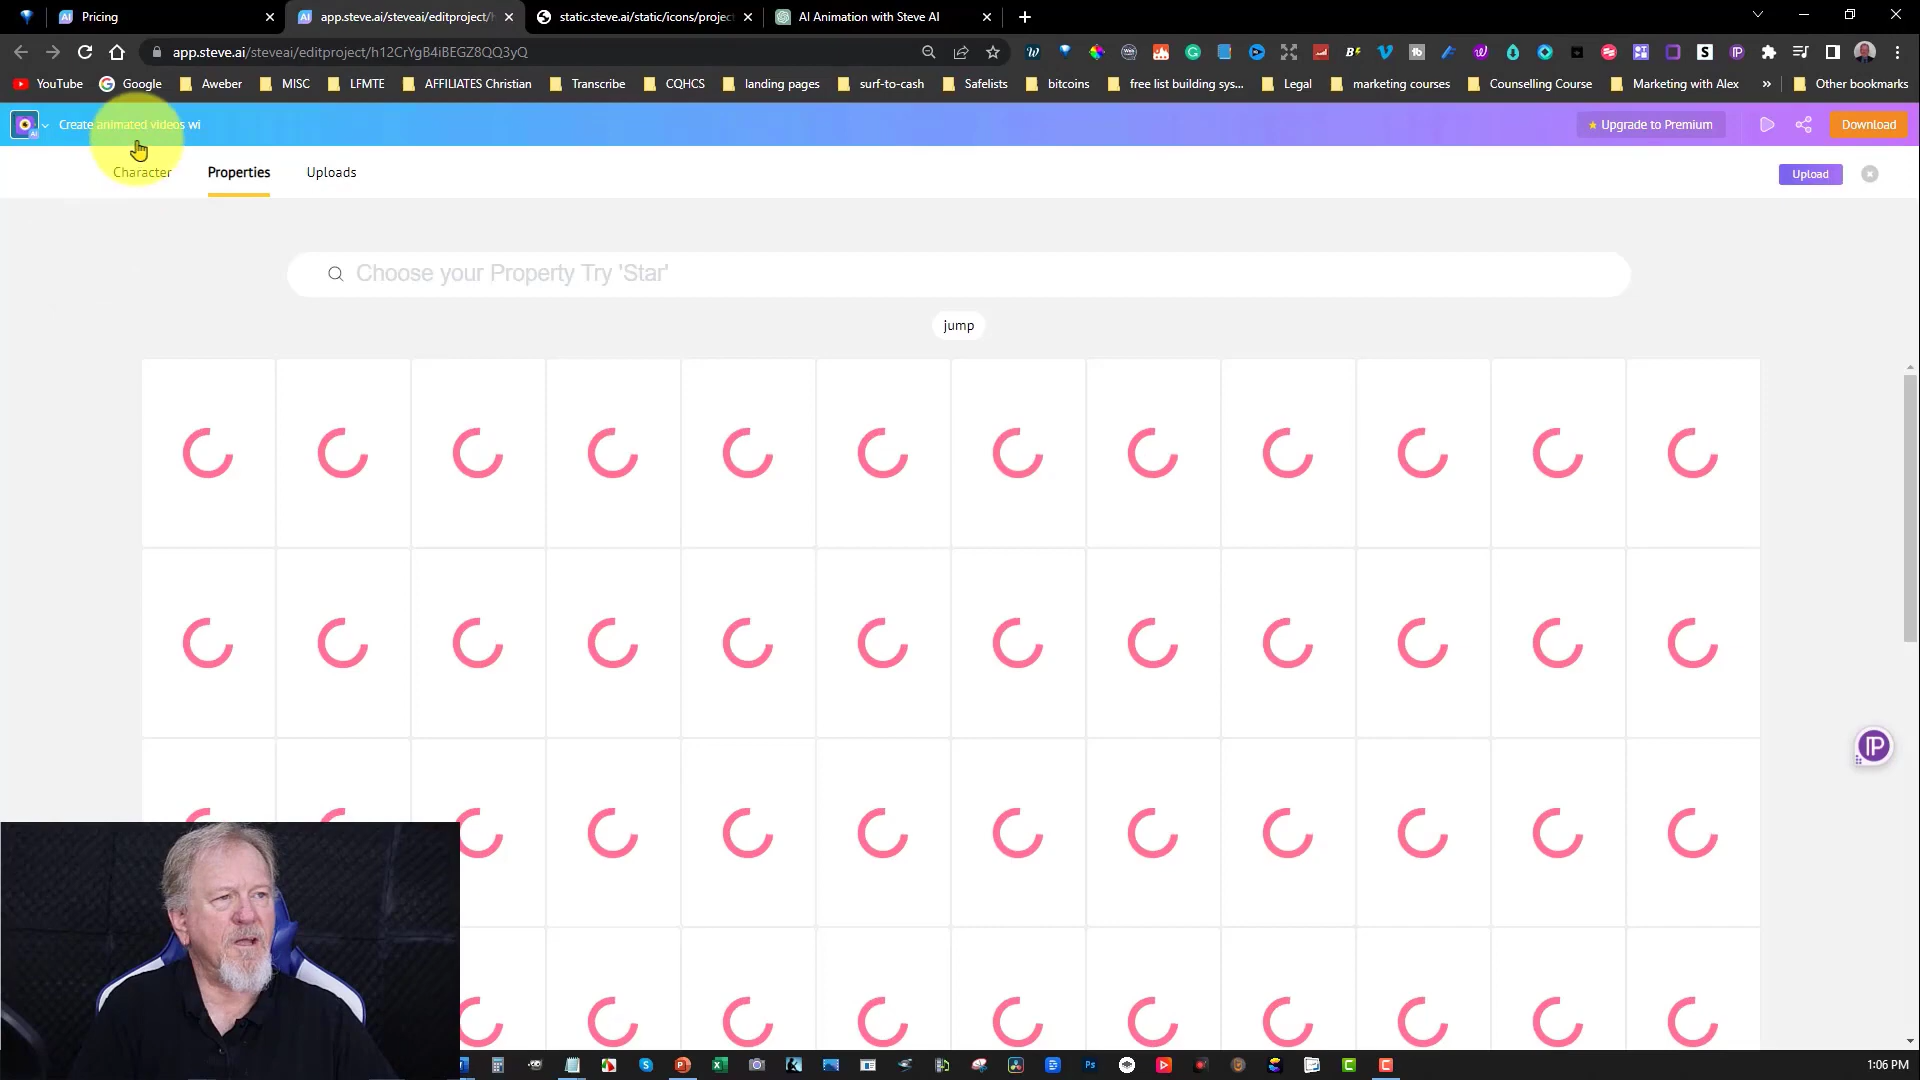 Pricing
app.steve.ai/steveai/editproject/h
static.steve.ai/static/icons/project
AI Animation with Steve AI
app.steve.ai/steveai/editproject/h12CrYgB4iBEGZ8QQ3yQ
YouTube
Google
Aweber
MISC
LFMTE
AFFILIATES Christian
Transcribe
CQHCS
landing pages
surf-to-cash
Safelists
bitcoins
free list building sys...
Legal
marketing courses
Counselling Course
Marketing with Alex
»
Other bookmarks
Create animated videos wi
Upgrade to Premium
Download
Character
Properties
Uploads
Upload
Choose your Property Try 'Star'
jump
1:06 PM